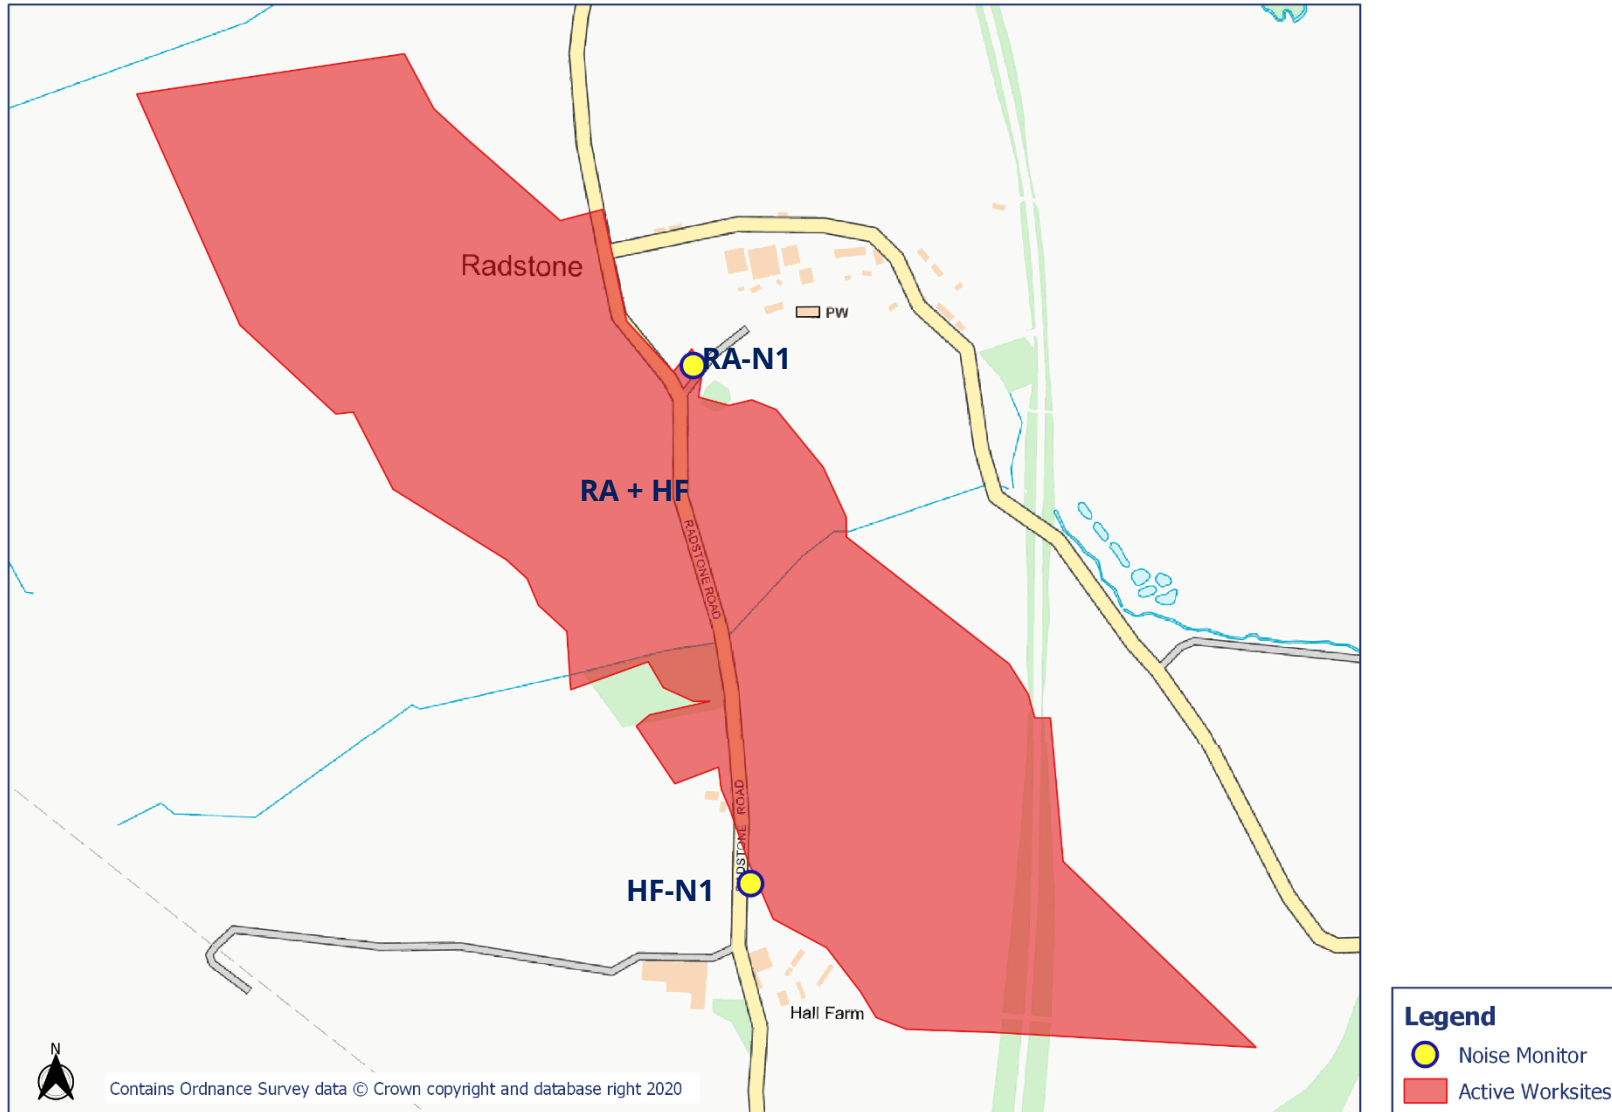 Radstone
PW
RA-N1
RA + HF
RADSTONE ROAD
RADSTONE ROAD
HF-N1
Hall Farm
N
Contains Ordnance Survey data © Crown copyright and database right 2020
Legend
Noise Monitor
Active Worksites